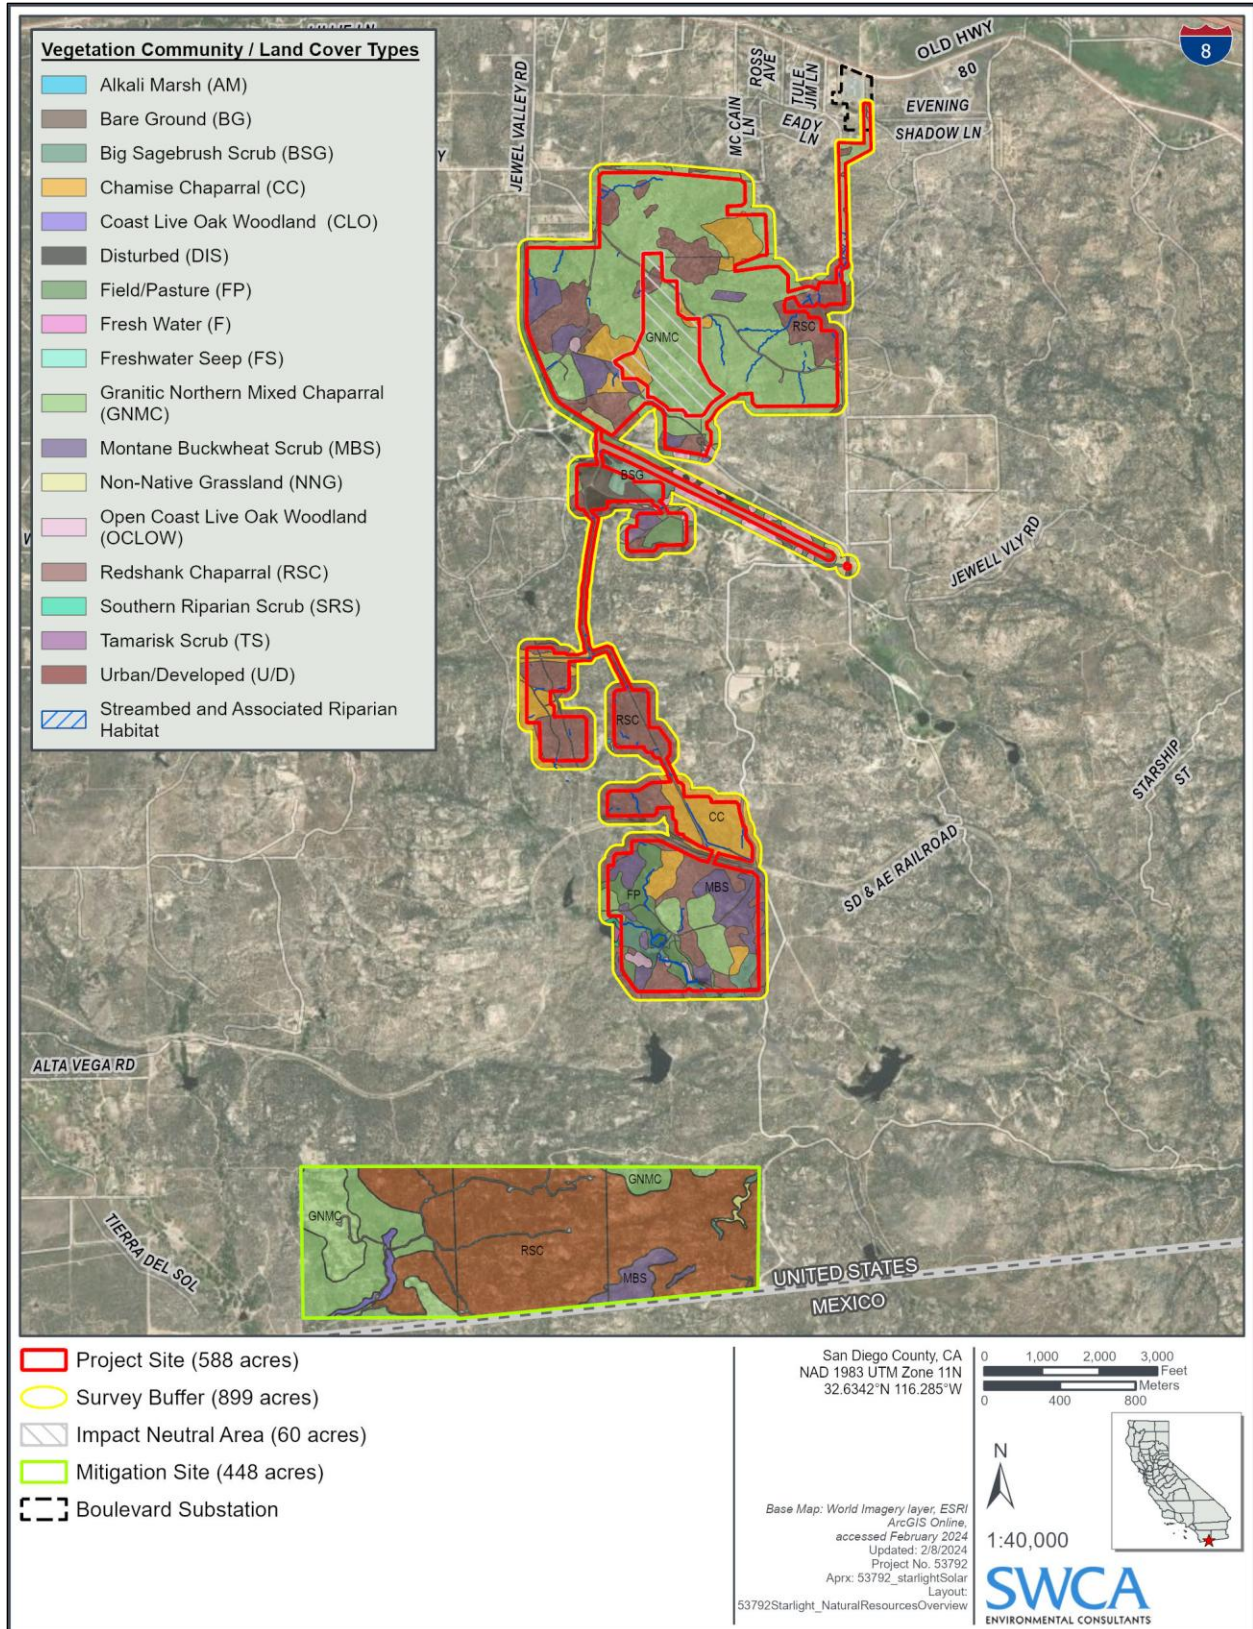 Vegetation Community / Land Cover Types
Alkali Marsh (AM)
Bare Ground (BG)
Big Sagebrush Scrub (BSG)
Chamise Chaparral (CC)
Coast Live Oak Woodland (CLO)
Disturbed (DIS)
Field/Pasture (FP)
Fresh Water (F)
Freshwater Seep (FS)
Granitic Northern Mixed Chaparral
(GNMC)
Montane Buckwheat Scrub (MBS)
Non-Native Grassland (NNG)
Open Coast Live Oak Woodland
(OCLOW)
Redshank Chaparral (RSC)
Southern Riparian Scrub (SRS)
Tamarisk Scrub (TS)
Urban/Developed (U/D)
Streambed and Associated Riparian
Habitat
JEWEL VALLEY RD
MC CAIN
LN
ROSS
AVE
TULE
JIM LN
EADY
LN
OLD HWY
80
8
EVENING
SHADOW LN
GNMC
RSC
BSG
JEWELL VLY RD
RSC
CC
STARSHIP
ST
SD & AE RAILROAD
FP
MBS
ALTA VEGA RD
TIERRA DEL SOL
GNMC
GNMC
RSC
MBS
UNITED STATES
MEXICO
Project Site (588 acres)
Survey Buffer (899 acres)
Impact Neutral Area (60 acres)
Mitigation Site (448 acres)
Boulevard Substation
San Diego County, CA
NAD 1983 UTM Zone 11N
32.6342°N 116.285°W
Base Map: World Imagery layer, ESRI
ArcGIS Online,
accessed February 2024
Updated: 2/8/2024
Project No. 53792
Aprx: 53792_starlightSolar
Layout:
53792Starlight_NaturalResourcesOverview
0 1,000 2,000 3,000
Feet
Meters
0 400 800
N
1:40,000
SWCA
ENVIRONMENTAL CONSULTANTS